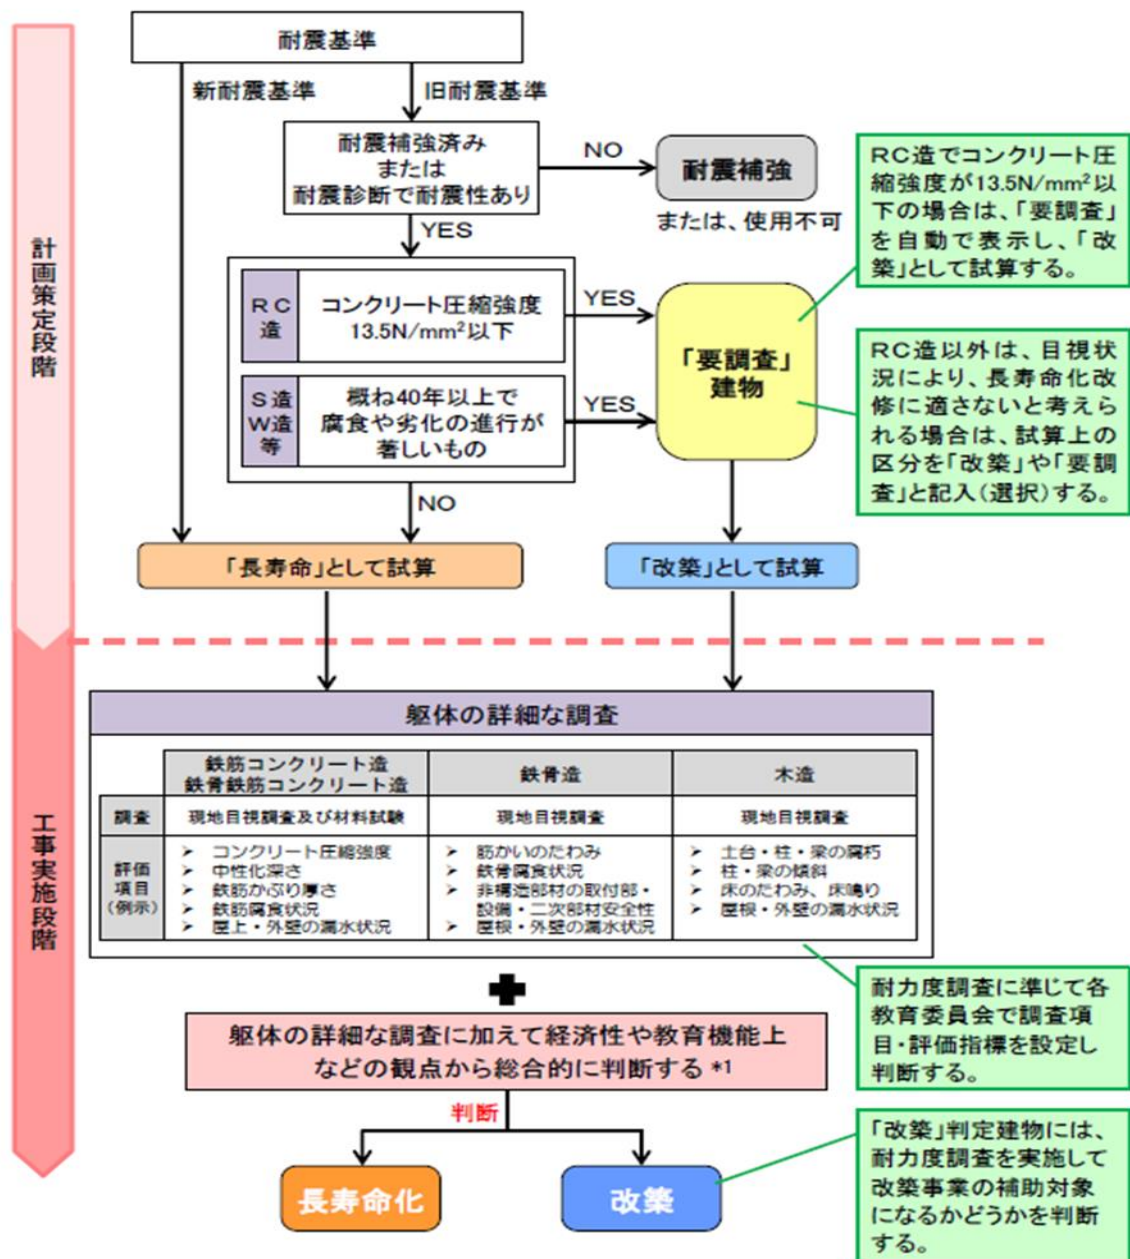 耐震基準
新耐震基準
旧耐震基準
耐震補強済み
または
耐震診断で耐震性あり
NO
耐震補強
または、使用不可
YES
RC
造
コンクリート圧縮強度
13.5N/mm²以下
YES
S造
W造
等
概ね40年以上で
腐食や劣化の進行が
著しいもの
YES
「要調査」
建物
NO
「長寿命」として試算
「改築」として試算
RC造でコンクリート圧
縮強度が13.5N/mm²以
下の場合は、「要調査」
を自動で表示し、「改
築」として試算する。
RC造以外は、目視状
況により、長寿命化改
修に適さないと考えら
れる場合は、試算上の
区分を「改築」や「要調
査」と記入(選択)する。
計画策定段階
工事実施段階
躯体の詳細な調査
鉄筋コンクリート造
鉄骨鉄筋コンクリート造
鉄骨造
木造
調査
現地目視調査及び材料試験
現地目視調査
現地目視調査
評価
項目
(例示)
➢ コンクリート圧縮強度
➢ 中性化深さ
➢ 鉄筋かぶり厚さ
➢ 鉄筋腐食状況
➢ 屋上・外壁の漏水状況
➢ 筋かいのたわみ
➢ 鉄骨腐食状況
➢ 非構造部材の取付部・
設備・二次部材安全性
➢ 屋根・外壁の漏水状況
➢ 土台・柱・梁の腐朽
➢ 柱・梁の傾斜
➢ 床のたわみ、床鳴り
➢ 屋根・外壁の漏水状況
耐力度調査に準じて各
教育委員会で調査項
目・評価指標を設定し
判断する。
躯体の詳細な調査に加えて経済性や教育機能上
などの観点から総合的に判断する *1
判断
長寿命化
改築
「改築」判定建物には、
耐力度調査を実施して
改築事業の補助対象
になるかどうかを判断
する。